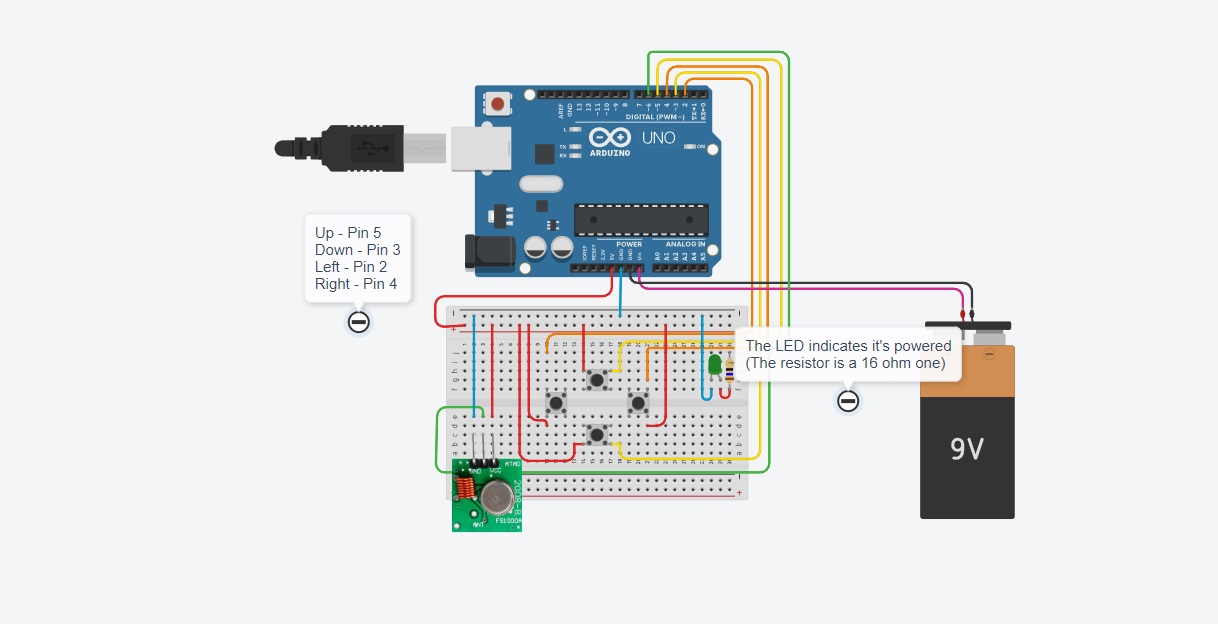 AREF
GND
13
12
~11
~10
~9
8
7
~6
~5
4
~3
2
TX→1
RX←0
DIGITAL (PWM~)
L
TX
RX
ARDUINO
UNO
ON
Up - Pin 5
Down - Pin 3
Left - Pin 2
Right - Pin 4
POWER
ANALOG IN
IOREF
RESET
3.3V
5V
GND
GND
Vin
A0
A1
A2
A3
A4
A5
The LED indicates it's powered
(The resistor is a 16 ohm one)
9V
GND
VCC
ATAD
ANT
FS1000A